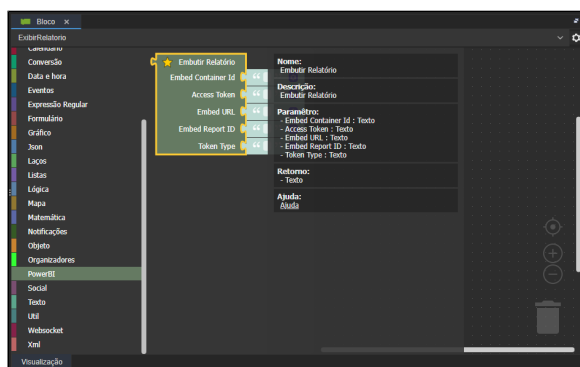 Bloco ×
ExibirRelatorio
Calendário
Conversão
Data e hora
Eventos
Expressão Regular
Formulário
Gráfico
Json
Laços
Listas
Lógica
Mapa
Matemática
Notificações
Objeto
Organizadores
PowerBI
Social
Texto
Util
Websocket
Xml
Embutir Relatório
Embed Container Id
Access Token
Embed URL
Embed Report ID
Token Type
Nome:
Embutir Relatório
Descrição:
Embutir Relatório
Paramêtro:
- Embed Container Id : Texto
- Access Token : Texto
- Embed URL : Texto
- Embed Report ID : Texto
- Token Type : Texto
Retorno:
- Texto
Ajuda:
Ajuda
Visualização